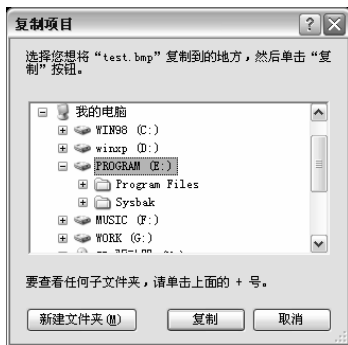 复制项目
选择您想将“test.bmp”复制到的地方，然后单击“复
制”按钮。
我的电脑
WIN98 (C:)
winxp (D:)
PROGRAM (E:)
Program Files
Sysbak
MUSIC (F:)
WORK (G:)
要查看任何子文件夹，请单击上面的 + 号。
新建文件夹(M)
复制
取消